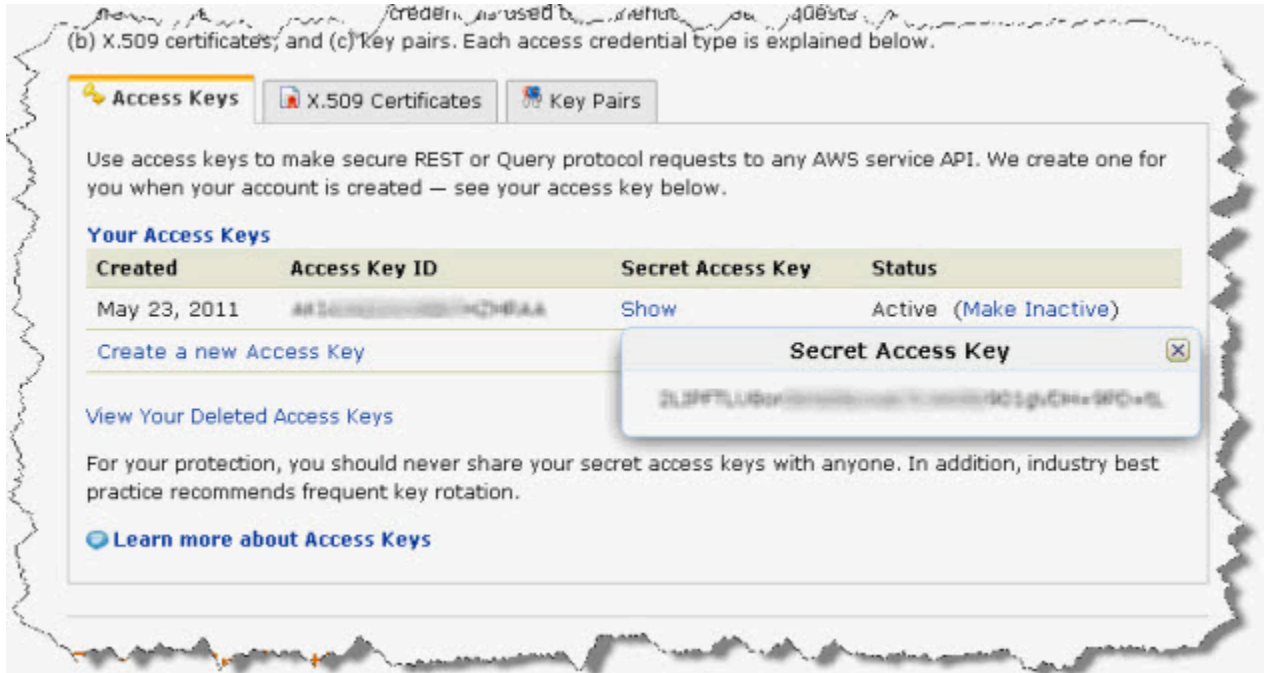 (b) X.509 certificates, and (c) key pairs. Each access credential type is explained below.
Access Keys X.509 Certificates Key Pairs
Use access keys to make secure REST or Query protocol requests to any AWS service API. We create one for
you when your account is created — see your access key below.
Your Access Keys
Created Access Key ID Secret Access Key Status
May 23, 2011 Show Active (Make Inactive)
Create a new Access Key
Secret Access Key
View Your Deleted Access Keys
For your protection, you should never share your secret access keys with anyone. In addition, industry best
practice recommends frequent key rotation.
Learn more about Access Keys